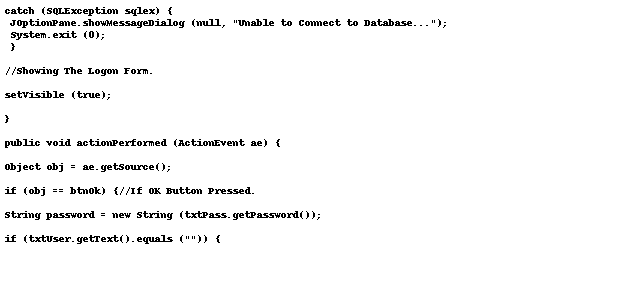 catch (SQLException sqlex) {
JOptionPane.showMessageDialog (null, "Unable to Connect to Database...");
System.exit (0);
}
//Showing The Logon Form.
setVisible (true);
}
public void actionPerformed (ActionEvent ae) {
Object obj = ae.getSource();
if (obj == btnOk) {//If OK Button Pressed.
String password = new String (txtPass.getPassword());
if (txtUser.getText().equals ("")) {